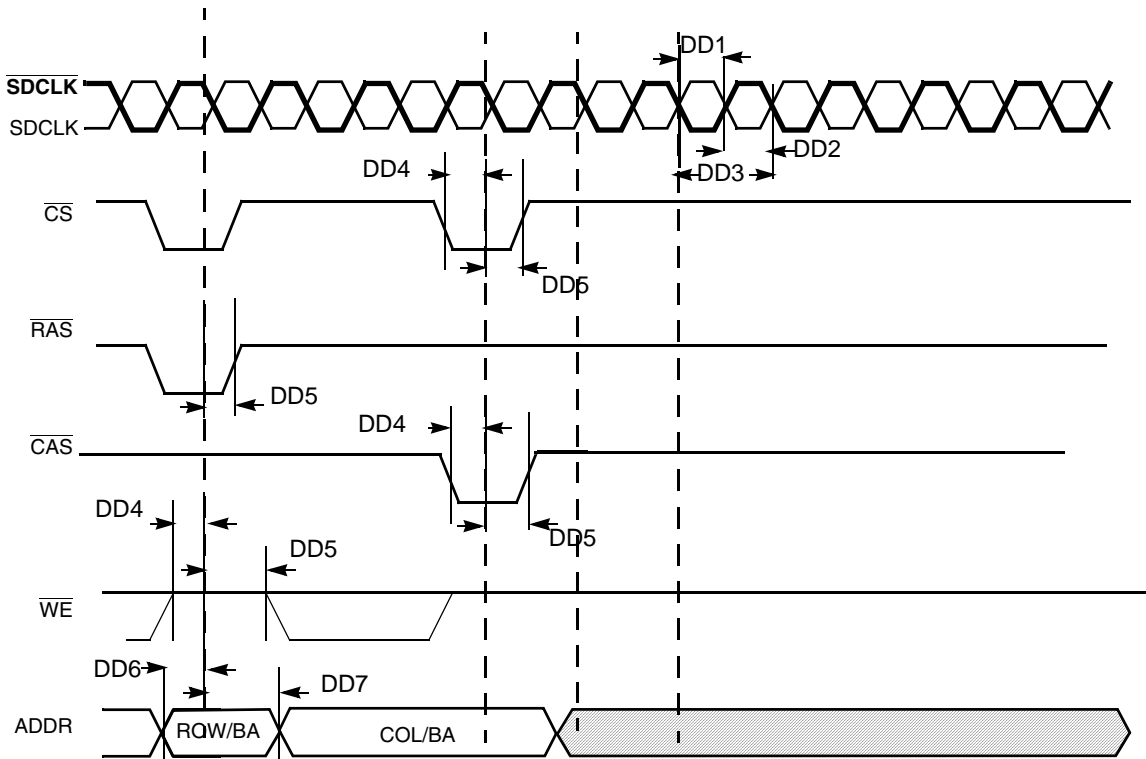 DD1
SDCLK
SDCLK
DD2
DD4
DD3
CS
DD5
RAS
DD5
DD4
CAS
DD4
DD5
DD5
WE
DD6
DD7
ADDR
ROW/BA
COL/BA